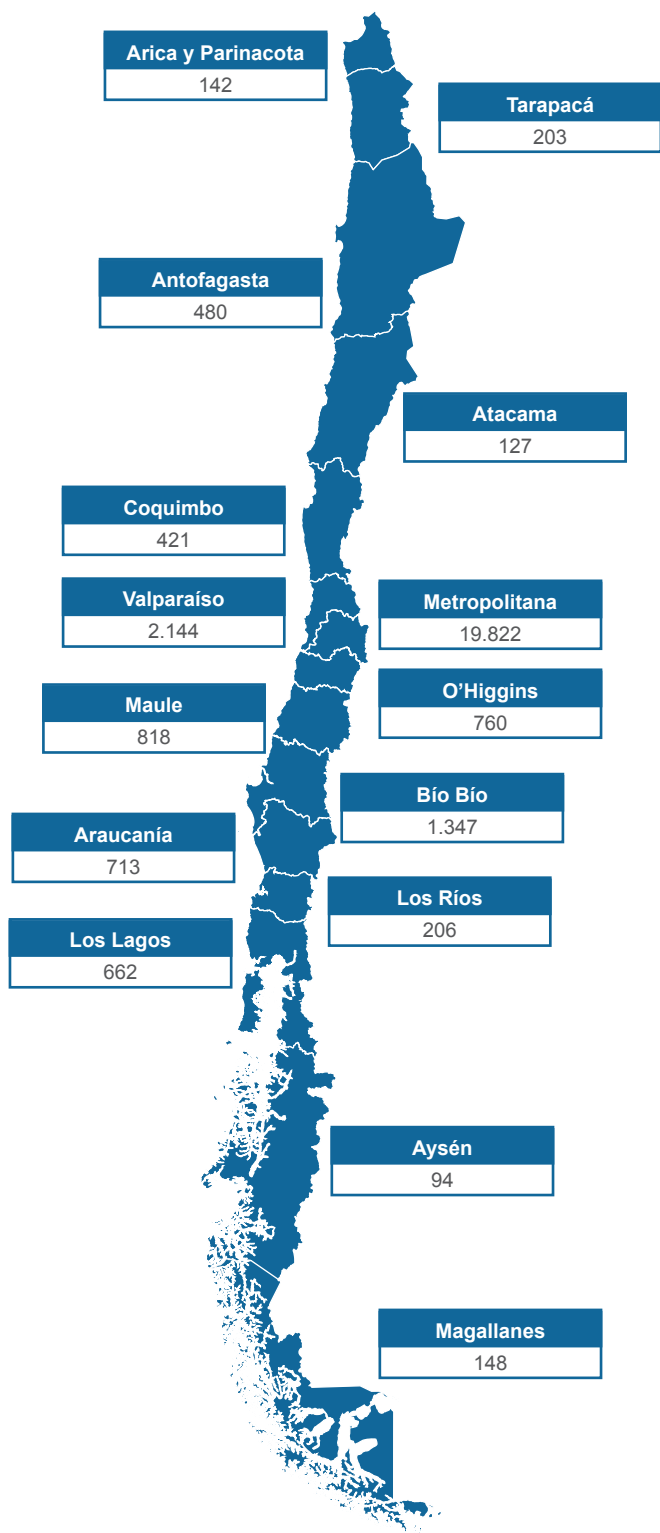 Arica y Parinacota
142
Tarapacá
203
Antofagasta
480
Atacama
127
Coquimbo
421
Valparaíso
2.144
Metropolitana
19.822
O’Higgins
760
Maule
818
Bío Bío
1.347
Araucanía
713
Los Ríos
206
Los Lagos
662
Aysén
94
Magallanes
148